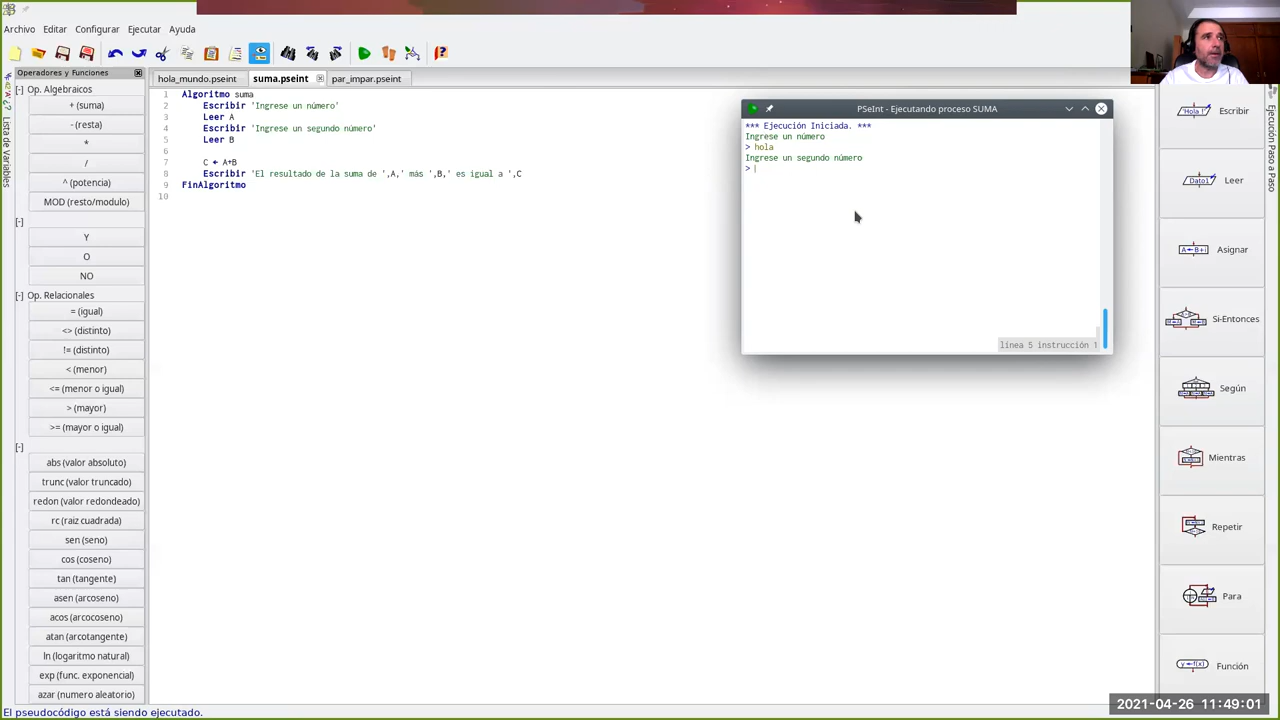 Archivo Editar Configurar Ejecutar Ayuda
Operadores y Funciones
hola_mundo.pseint suma.pseint par_impar.pseint
Lista de Variables
[-] Op. Algebraicos
+ (suma)
- (resta)
*
/
^ (potencia)
MOD (resto/modulo)
[-]
Y
O
NO
[-] Op. Relacionales
= (igual)
<> (distinto)
!= (distinto)
< (menor)
<= (menor o igual)
> (mayor)
>= (mayor o igual)
[-]
abs (valor absoluto)
trunc (valor truncado)
redon (valor redondeado)
rc (raiz cuadrada)
sen (seno)
cos (coseno)
tan (tangente)
asen (arcoseno)
acos (arcocoseno)
atan (arcotangente)
ln (logaritmo natural)
exp (func. exponencial)
azar (numero aleatorio)
1 Algoritmo suma
2 Escribir 'Ingrese un número'
3 Leer A
4 Escribir 'Ingrese un segundo número'
5 Leer B
6
7 C ← A+B
8 Escribir 'El resultado de la suma de ',A,' más ',B,' es igual a ',C
9 FinAlgoritmo
10
PSeInt - Ejecutando proceso SUMA
*** Ejecución Iniciada. ***
Ingrese un número
> hola
Ingrese un segundo número
>
línea 5 instrucción 1
Escribir
Leer
Asignar
Si-Entonces
Según
Mientras
Repetir
Para
Función
Ejecución Paso a Paso
El pseudocódigo está siendo ejecutado.
2021-04-26 11:49:01